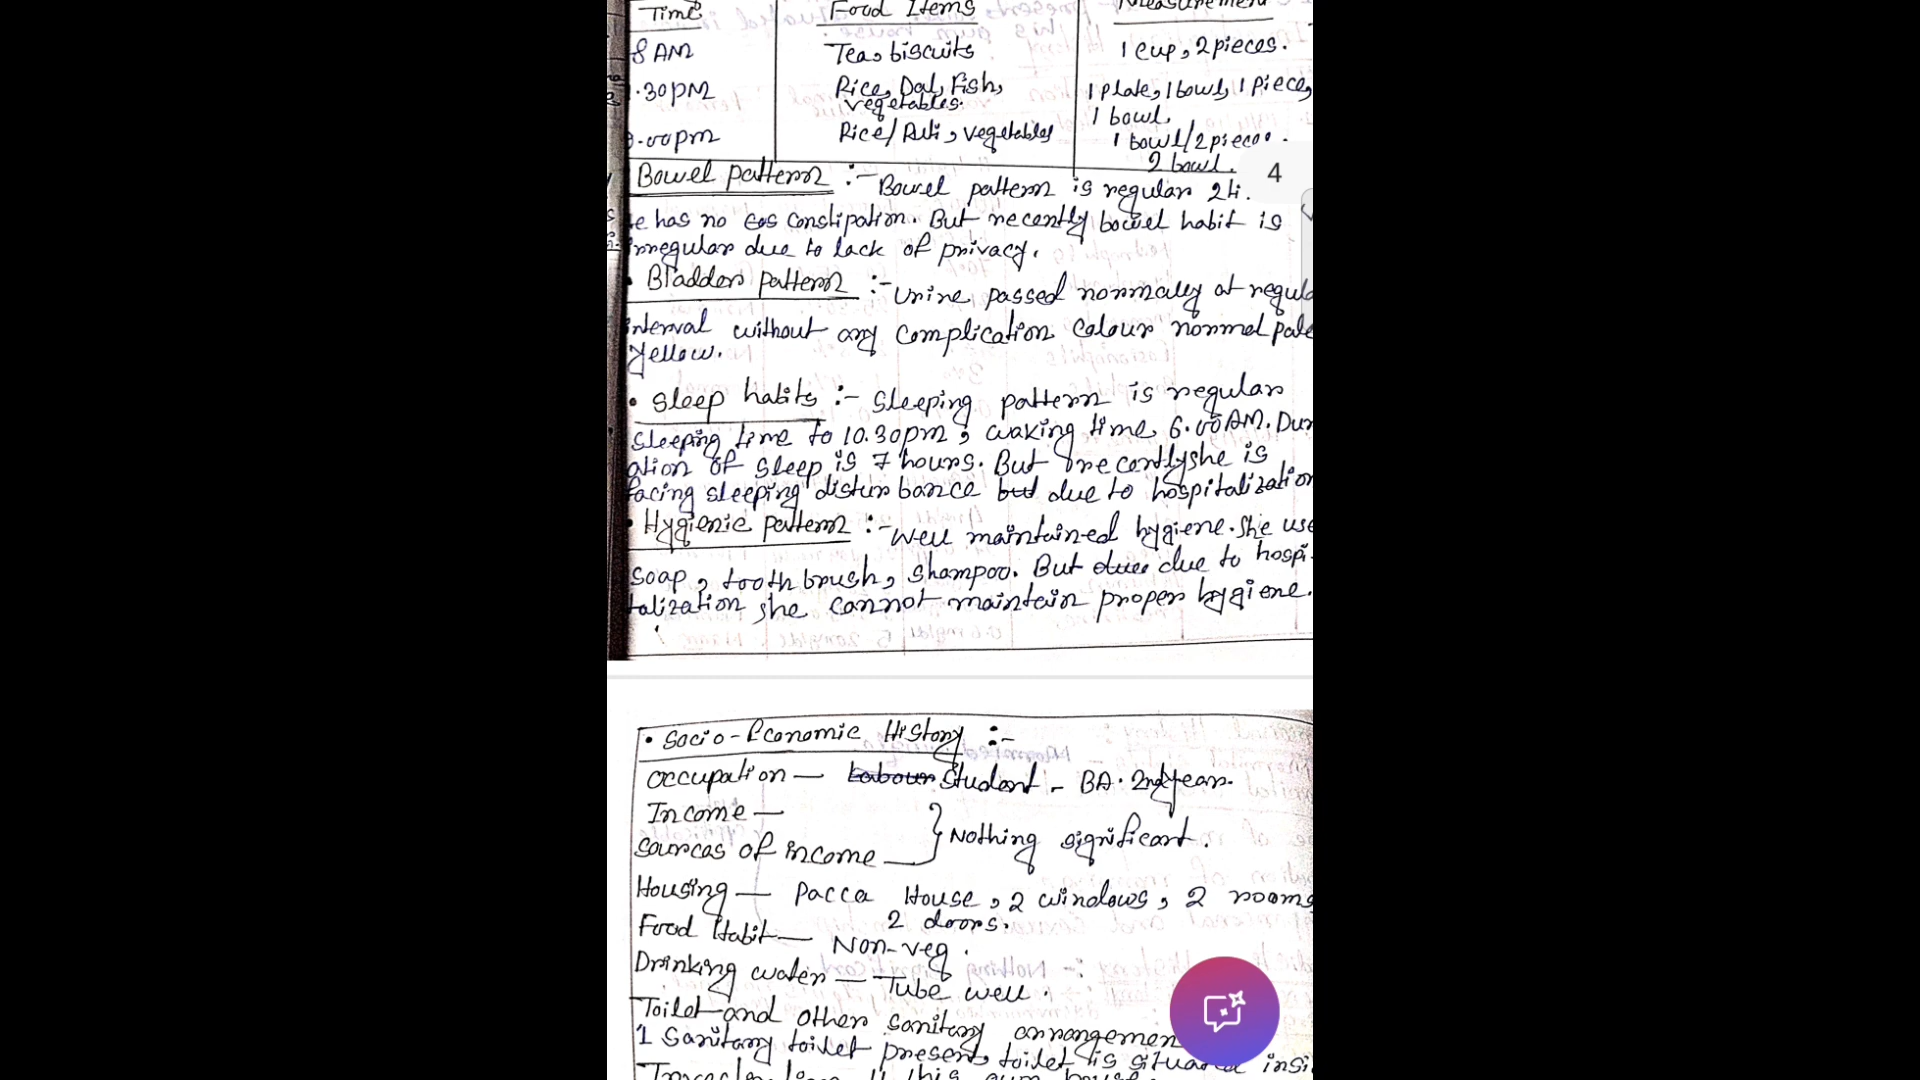 Time Food Items Measurement
8 AM Tea, biscuits 1 cup, 2 pieces.
.30pm Rice, Dal, Fish, 1 plate, 1 bowl, 1 piece,
vegetables. 1 bowl.
.00pm Rice/Ruti, vegetables 1 bowl/2 pieces.
2 bowl.
4
Bowel pattern :- Bowel pattern is regular
e has no constipation. But recently bowel habit is
irregular due to lack of privacy.
• Bladder pattern :- Urine passed normally at regul
interval without any complication. Colour normal pale
yellow.
• Sleep habits :- Sleeping pattern is regular
sleeping time to 10.30pm, waking time, 6.00AM. Dur
ation of sleep is 7 hours. But recently she is
facing sleeping disturbance but due to hospitalization
• Hygienic pattern :- Well maintained hygiene. She use
soap, tooth brush, shampoo. But due to hospi-
talization she cannot maintain proper hygiene.
• Socio-Economic History :-
Occupation — Labour Student - BA. 2nd year.
Income —
Sources of income — } Nothing significant.
Housing — Pacca House, 2 windows, 2 rooms
2 doors.
Food Habit — Non-veg.
Drinking water — Tube well.
Toilet and other sanitary arrangemen
1 Sanitary toilet present, toilet is situated insi